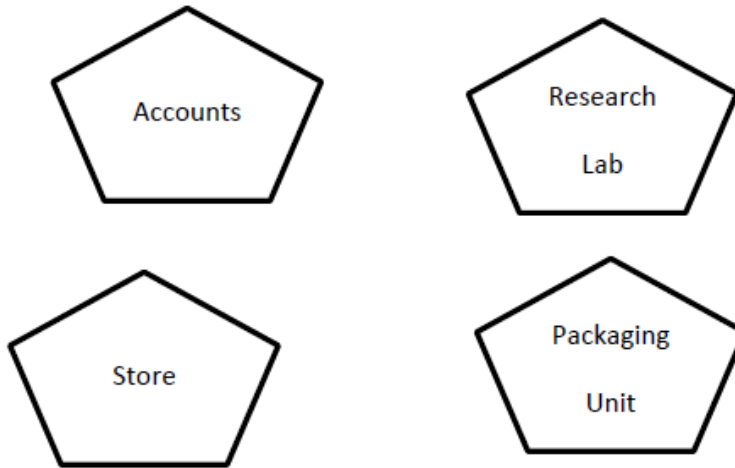 Accounts
Research
Lab
Store
Packaging
Unit